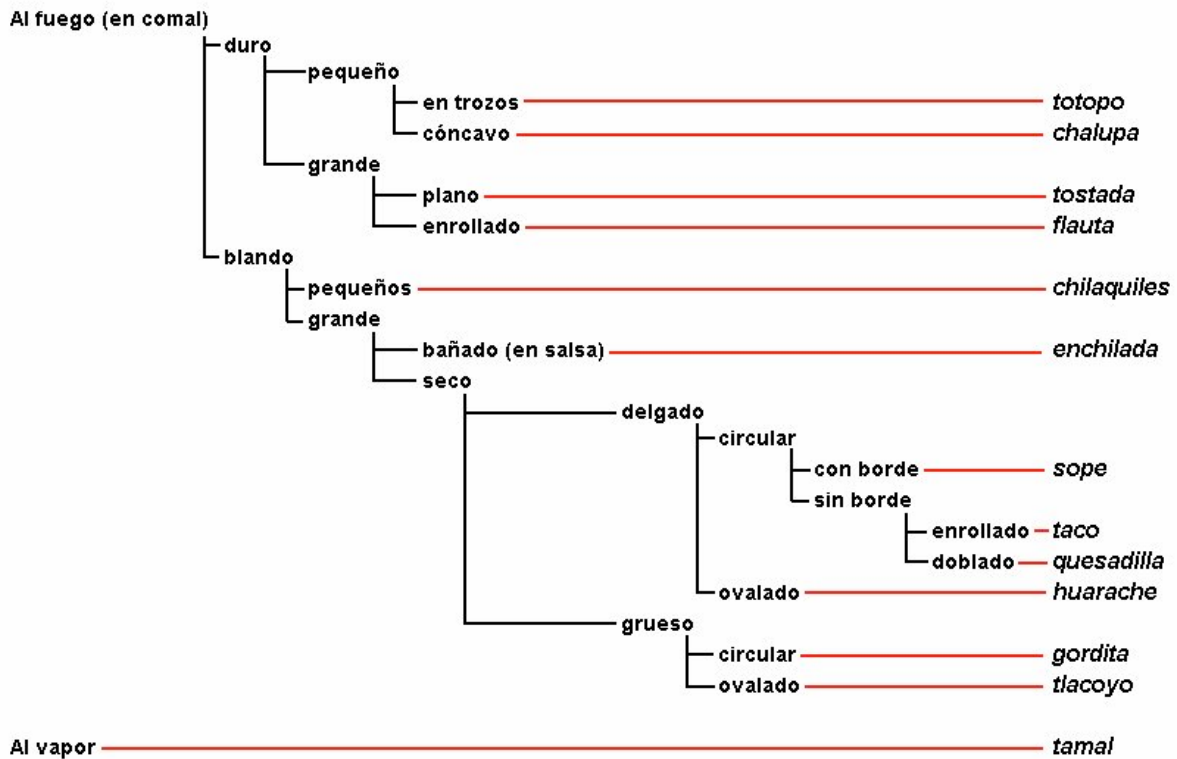 Al fuego (en comal)
duro
pequeño
en trozos totopo
cóncavo chalupa
grande
plano tostada
enrollado flauta
blando
pequeños chilaquiles
grande
bañado (en salsa) enchilada
seco
delgado
circular
con borde sope
sin borde
enrollado taco
doblado quesadilla
ovalado huarache
grueso
circular gordita
ovalado tlacoyo
Al vapor tamal